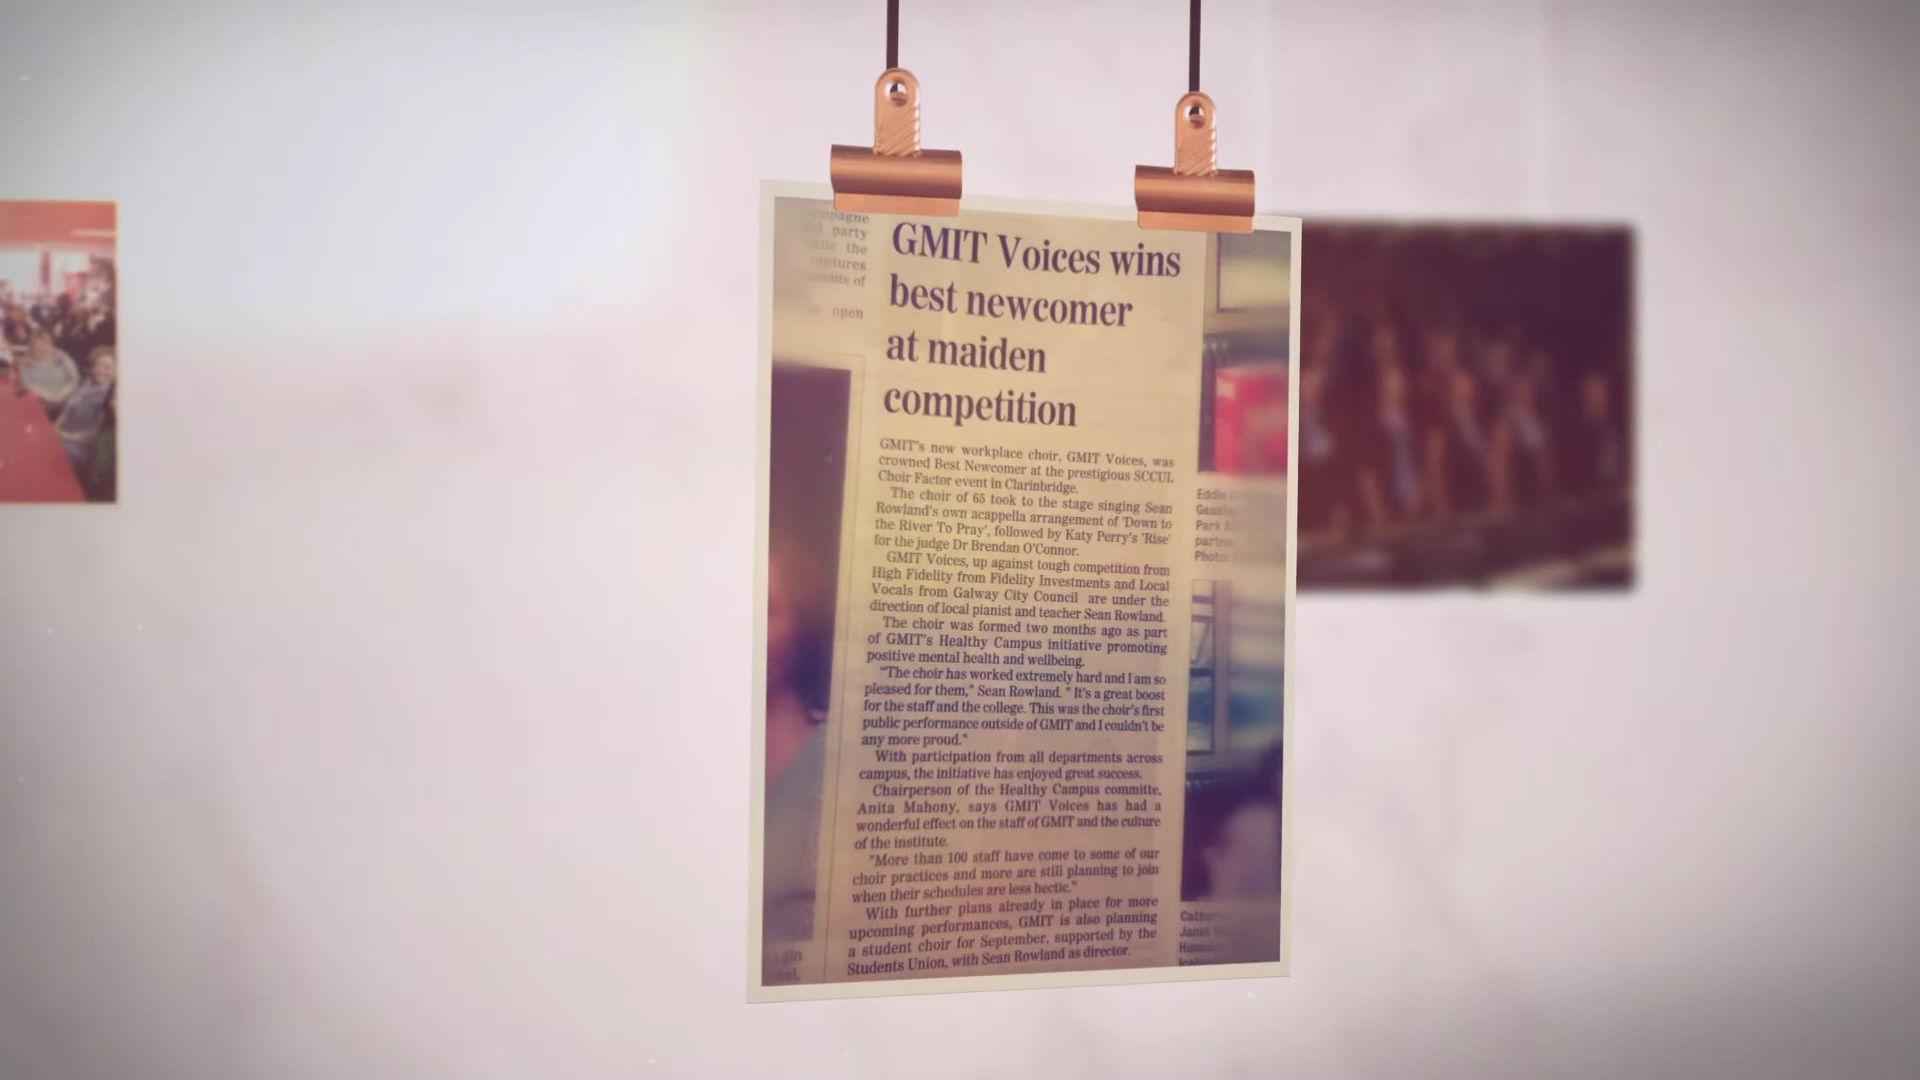 party
the
of
open
GMIT Voices wins
best newcomer
at maiden
competition
GMIT's new workplace choir, GMIT Voices, was
crowned Best Newcomer at the prestigious SCCUL
Choir Factor event in Clarinbridge.
The choir of 65 took to the stage singing Sean
Rowland's own acappella arrangement of 'Down to
the River To Pray', followed by Katy Perry's 'Rise'
for the judge Dr Brendan O'Connor.
GMIT Voices, up against tough competition from
High Fidelity from Fidelity Investments and Local
Vocals from Galway City Council are under the
direction of local pianist and teacher Sean Rowland.
The choir was formed two months ago as part
of GMIT's Healthy Campus initiative promoting
positive mental health and wellbeing.
"The choir has worked extremely hard and I am so
pleased for them," Sean Rowland. " It's a great boost
for the staff and the college. This was the choir's first
public performance outside of GMIT and I couldn't be
any more proud."
With participation from all departments across
campus, the initiative has enjoyed great success.
Chairperson of the Healthy Campus committe,
Anita Mahony, says GMIT Voices has had a
wonderful effect on the staff of GMIT and the culture
of the institute.
"More than 100 staff have come to some of our
choir practices and more are still planning to join
when their schedules are less hectic."
With further plans already in place for more
upcoming performances, GMIT is also planning
a student choir for September, supported by the
Students Union, with Sean Rowland as director.
Eddie
Park
Photo: